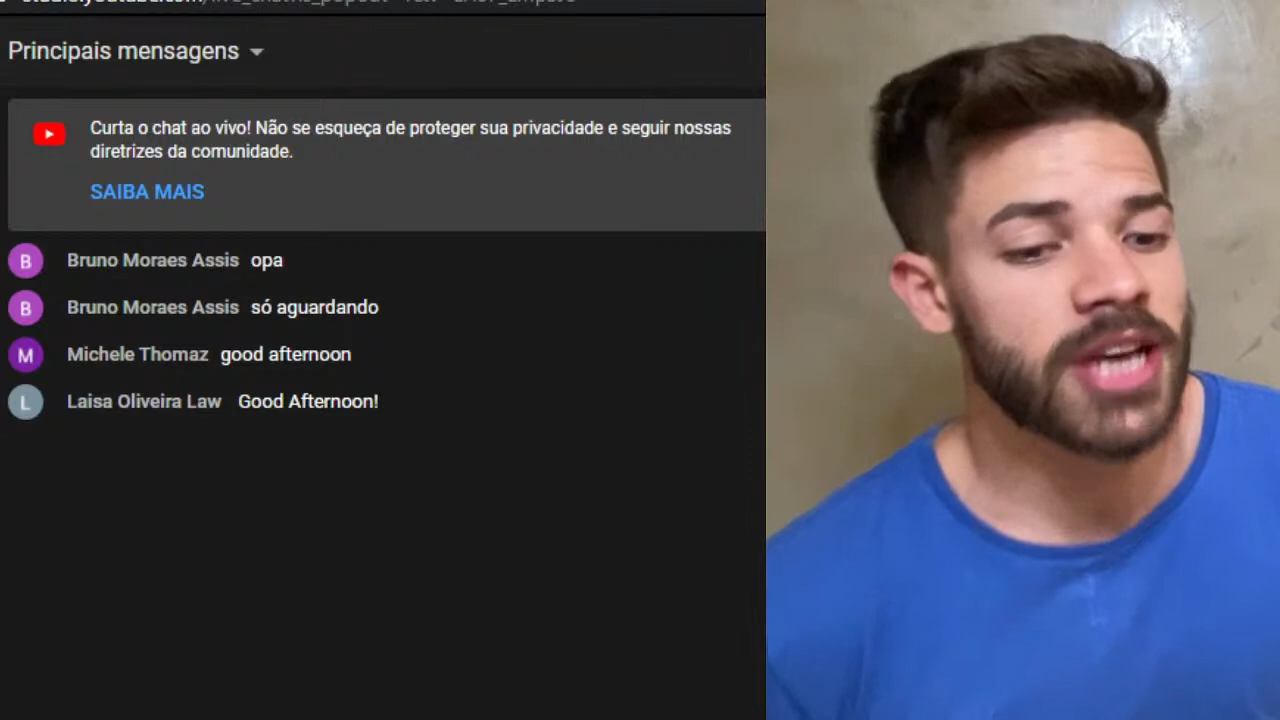 Principais mensagens
Curta o chat ao vivo! Não se esqueça de proteger sua privacidade e seguir nossas
diretrizes da comunidade.
SAIBA MAIS
B Bruno Moraes Assis opa
B Bruno Moraes Assis só aguardando
M Michele Thomaz good afternoon
L Laisa Oliveira Law Good Afternoon!